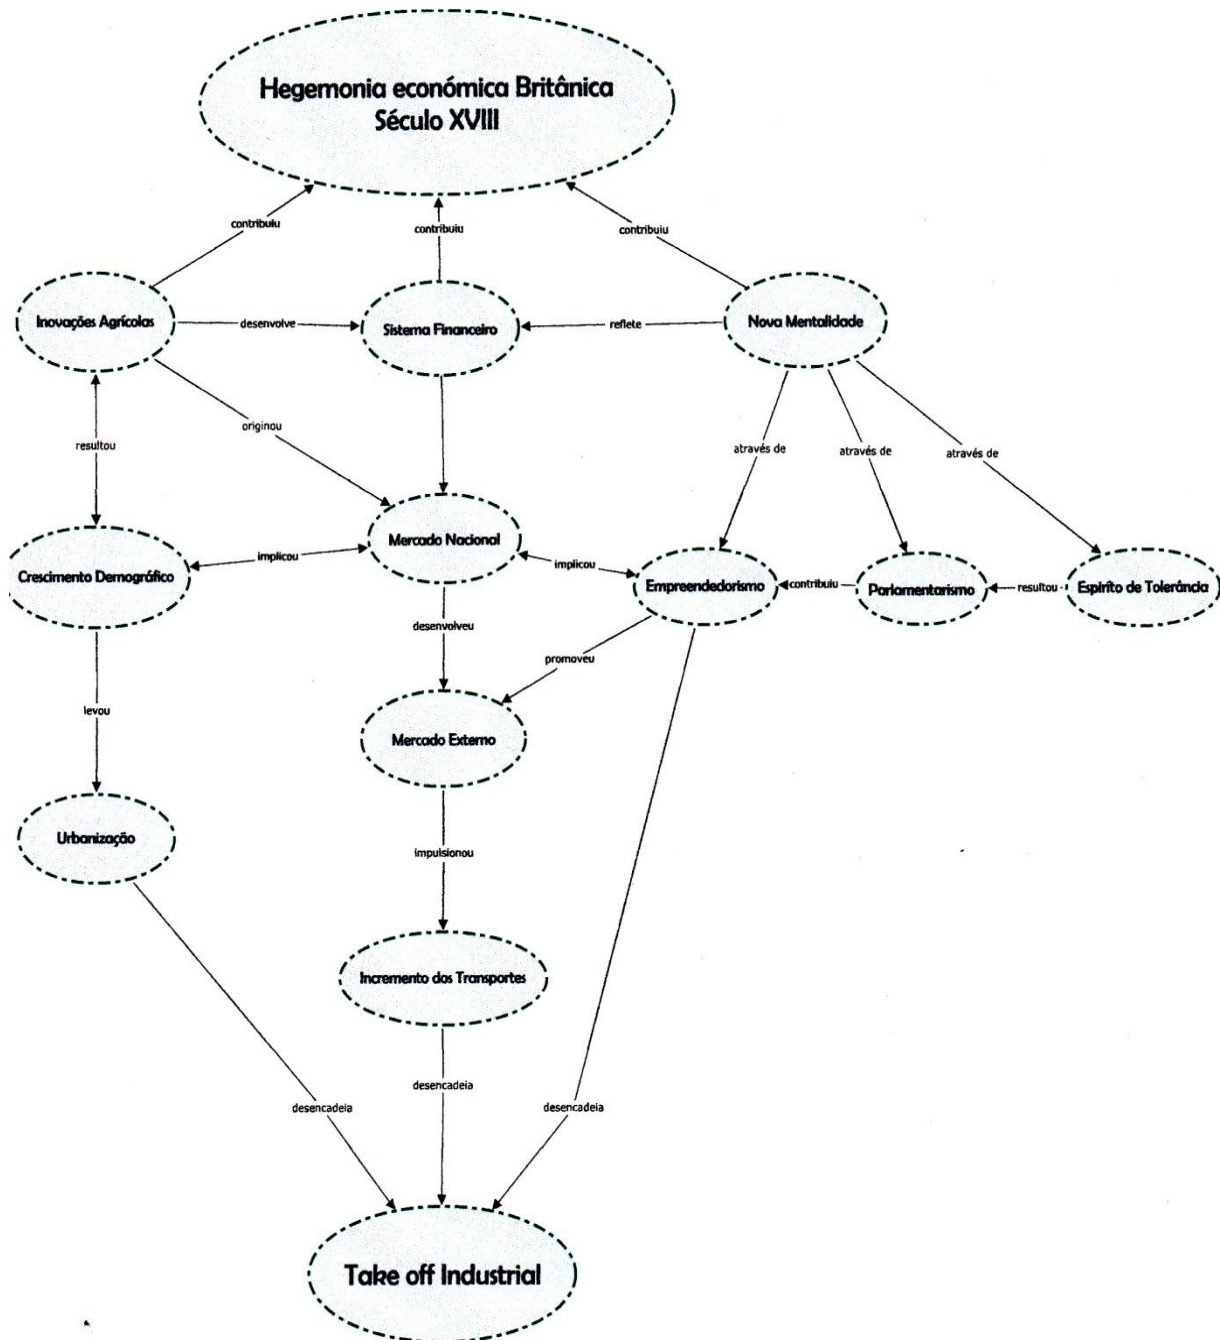 Hegemonia económica Britânica
Século XVIII
contribuiu
contribuiu
contribuiu
Inovações Agrícolas
desenvolve
Sistema Financeiro
reflete
Nova Mentalidade
resultou
originou
através de
através de
através de
Crescimento Demográfico
implicou
Mercado Nacional
implicou
Empreendedorismo
contribuiu
Parlamentarismo
resultou
Espiríto de Tolerância
desenvolveu
promoveu
levou
Mercado Externo
Urbanização
impulsionou
Incremento dos Transportes
desencadeia
desencadeia
desencadeia
Take off Industrial